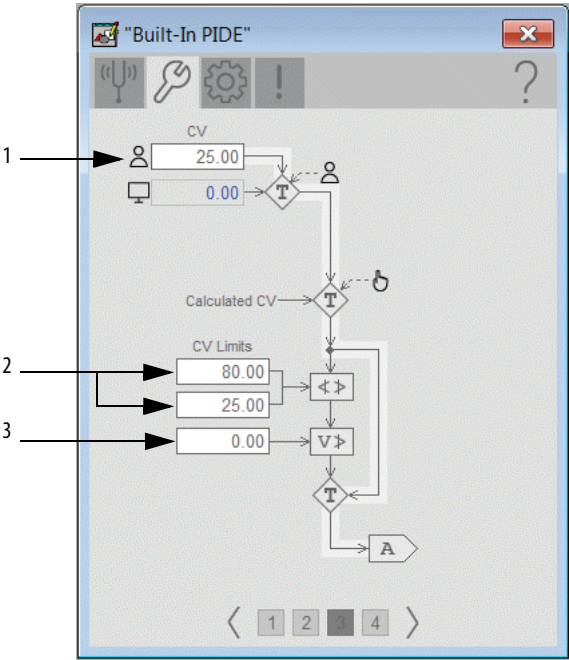 "Built-In PIDE"
?
!
CV
1
25.00
0.00
T
Calculated CV
T
CV Limits
2
80.00
25.00
3
0.00
V
T
A
1
2
3
4